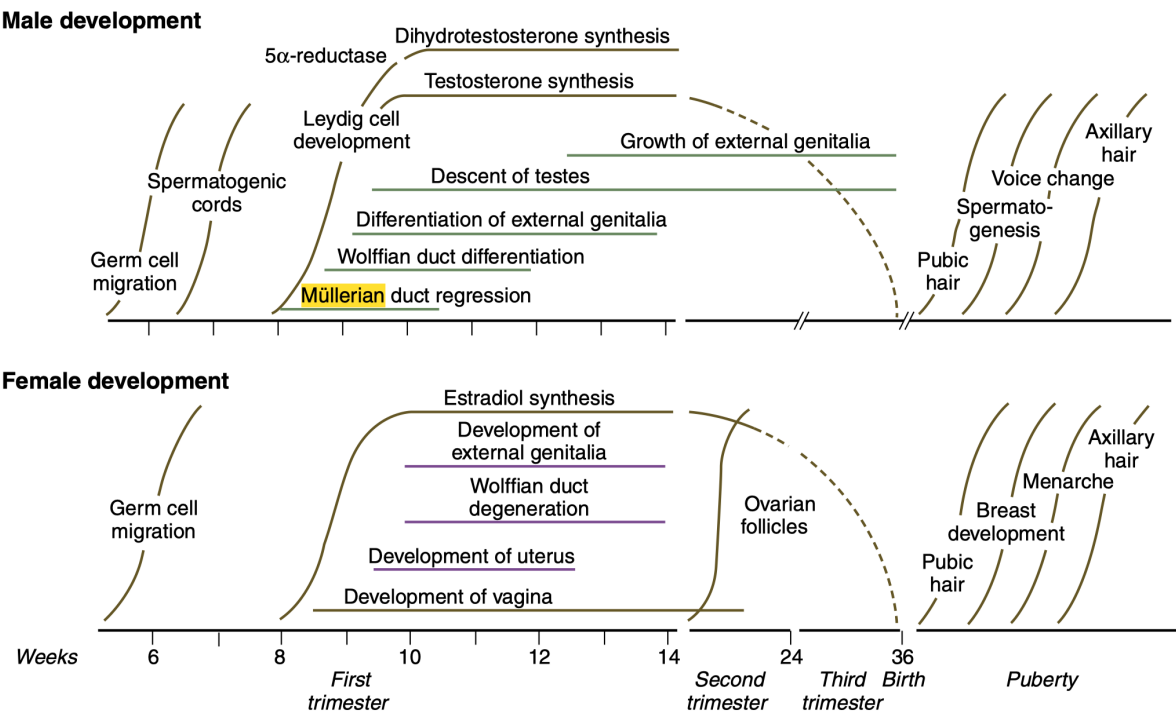 Male development
Dihydrotestosterone synthesis
5α-reductase
Testosterone synthesis
Leydig cell
development
Growth of external genitalia
Axillary
hair
Descent of testes
Voice change
Spermatogenic
cords
Spermato-
genesis
Differentiation of external genitalia
Wolffian duct differentiation
Germ cell
migration
Pubic
hair
Müllerian duct regression
Female development
Estradiol synthesis
Development of
external genitalia
Axillary
hair
Menarche
Wolffian duct
degeneration
Germ cell
migration
Ovarian
follicles
Breast
development
Development of uterus
Pubic
hair
Development of vagina
Weeks 6 8 10 12 14 24 36
First
trimester
Second
trimester
Third
trimester
Birth
Puberty